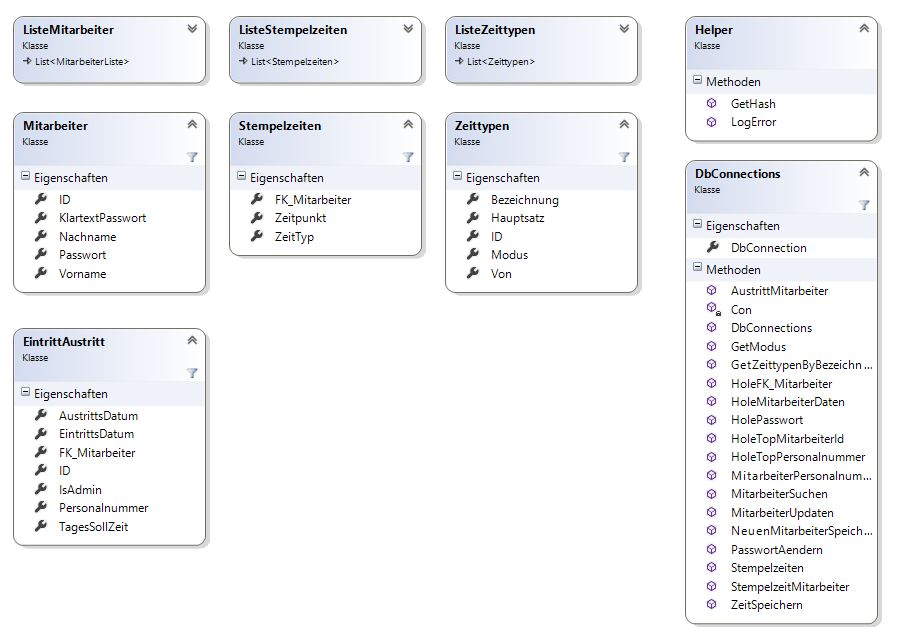 ListeMitarbeiter
Klasse
List<MitarbeiterListe>
ListeStempelzeiten
Klasse
List<Stempelzeiten>
ListeZeittypen
Klasse
List<Zeittypen>
Helper
Klasse
Methoden
GetHash
LogError
Mitarbeiter
Klasse
Eigenschaften
ID
KlartextPasswort
Nachname
Passwort
Vorname
Stempelzeiten
Klasse
Eigenschaften
FK_Mitarbeiter
Zeitpunkt
ZeitTyp
Zeittypen
Klasse
Eigenschaften
Bezeichnung
Hauptsatz
ID
Modus
Von
DbConnections
Klasse
Eigenschaften
DbConnection
Methoden
AustrittMitarbeiter
Con
DbConnections
GetModus
GetZeittypenByBezeichn...
HoleFK_Mitarbeiter
HoleMitarbeiterDaten
HolePasswort
HoleTopMitarbeiterId
HoleTopPersonalnummer
MitarbeiterPersonalnum...
MitarbeiterSuchen
MitarbeiterUpdaten
NeuenMitarbeiterSpeich...
PasswortAendern
Stempelzeiten
StempelzeitMitarbeiter
ZeitSpeichern
EintrittAustritt
Klasse
Eigenschaften
AustrittsDatum
EintrittsDatum
FK_Mitarbeiter
ID
IsAdmin
Personalnummer
TagesSollZeit